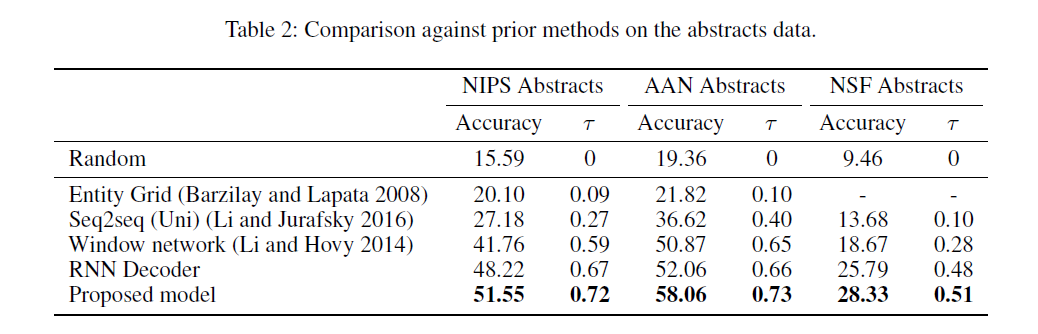 Table 2: Comparison against prior methods on the abstracts data.
NIPS Abstracts AAN Abstracts NSF Abstracts
Accuracy τ Accuracy τ Accuracy τ
Random 15.59 0 19.36 0 9.46 0
Entity Grid (Barzilay and Lapata 2008) 20.10 0.09 21.82 0.10 - -
Seq2seq (Uni) (Li and Jurafsky 2016) 27.18 0.27 36.62 0.40 13.68 0.10
Window network (Li and Hovy 2014) 41.76 0.59 50.87 0.65 18.67 0.28
RNN Decoder 48.22 0.67 52.06 0.66 25.79 0.48
Proposed model 51.55 0.72 58.06 0.73 28.33 0.51